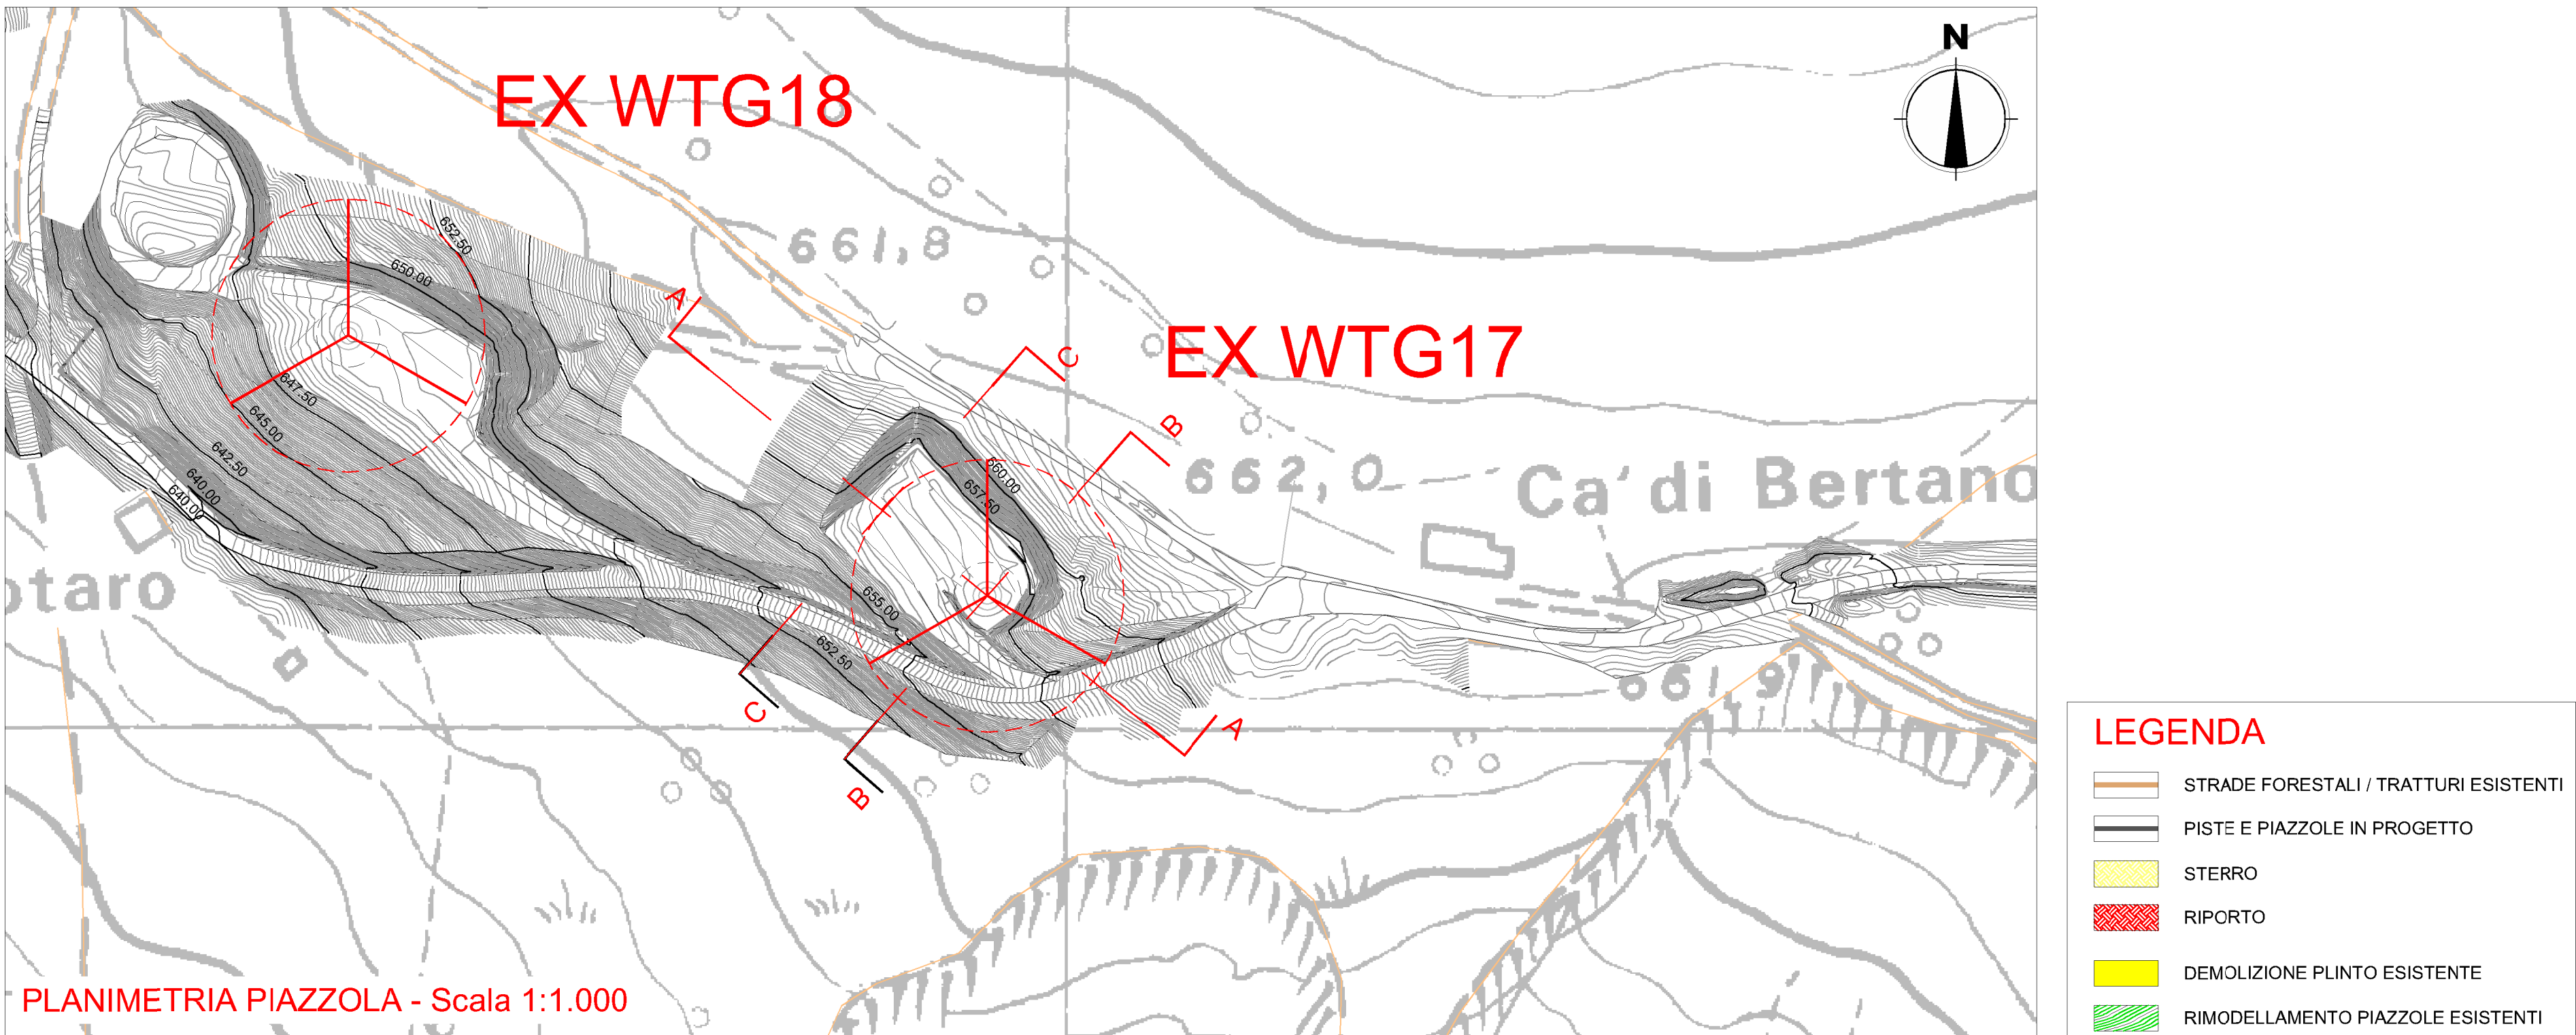 N
EX WTG18
652.50
661,8
650.00
A
EX WTG17
C
647.50
B
645.00
660.00
642.50
662,0
Ca' di Bertano
657.50
640.00
640.00
otaro
655.00
652.50
661 9
C
A
B
PLANIMETRIA PIAZZOLA - Scala 1:1.000
LEGENDA
STRADE FORESTALI / TRATTURI ESISTENTI
PISTE E PIAZZOLE IN PROGETTO
STERRO
RIPORTO
DEMOLIZIONE PLINTO ESISTENTE
RIMODELLAMENTO PIAZZOLE ESISTENTI